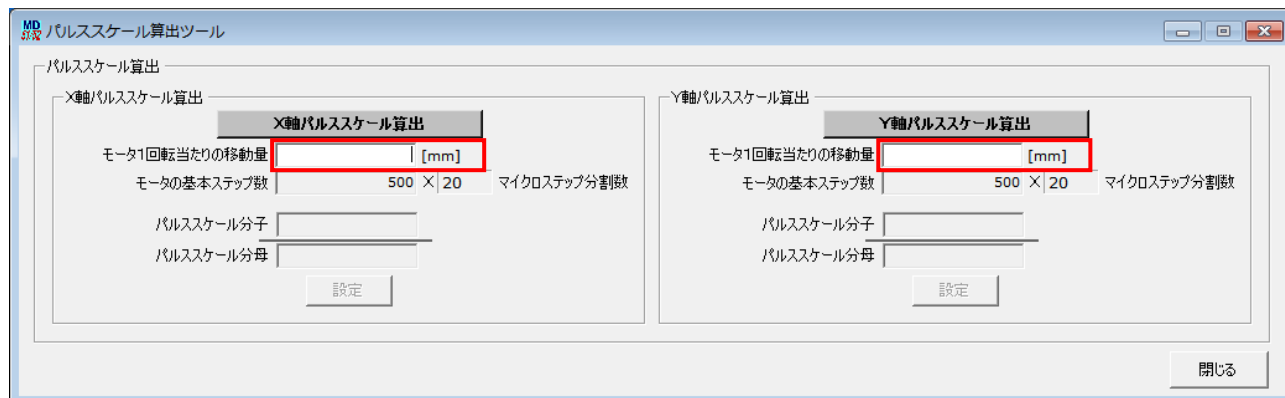 MD パルススケール算出ツール
パルススケール算出
X軸パルススケール算出
X軸パルススケール算出
モータ1回転当たりの移動量 [mm]
モータの基本ステップ数 500 × 20 マイクロステップ分割数
パルススケール分子
パルススケール分母
設定
Y軸パルススケール算出
Y軸パルススケール算出
モータ1回転当たりの移動量 [mm]
モータの基本ステップ数 500 × 20 マイクロステップ分割数
パルススケール分子
パルススケール分母
設定
閉じる